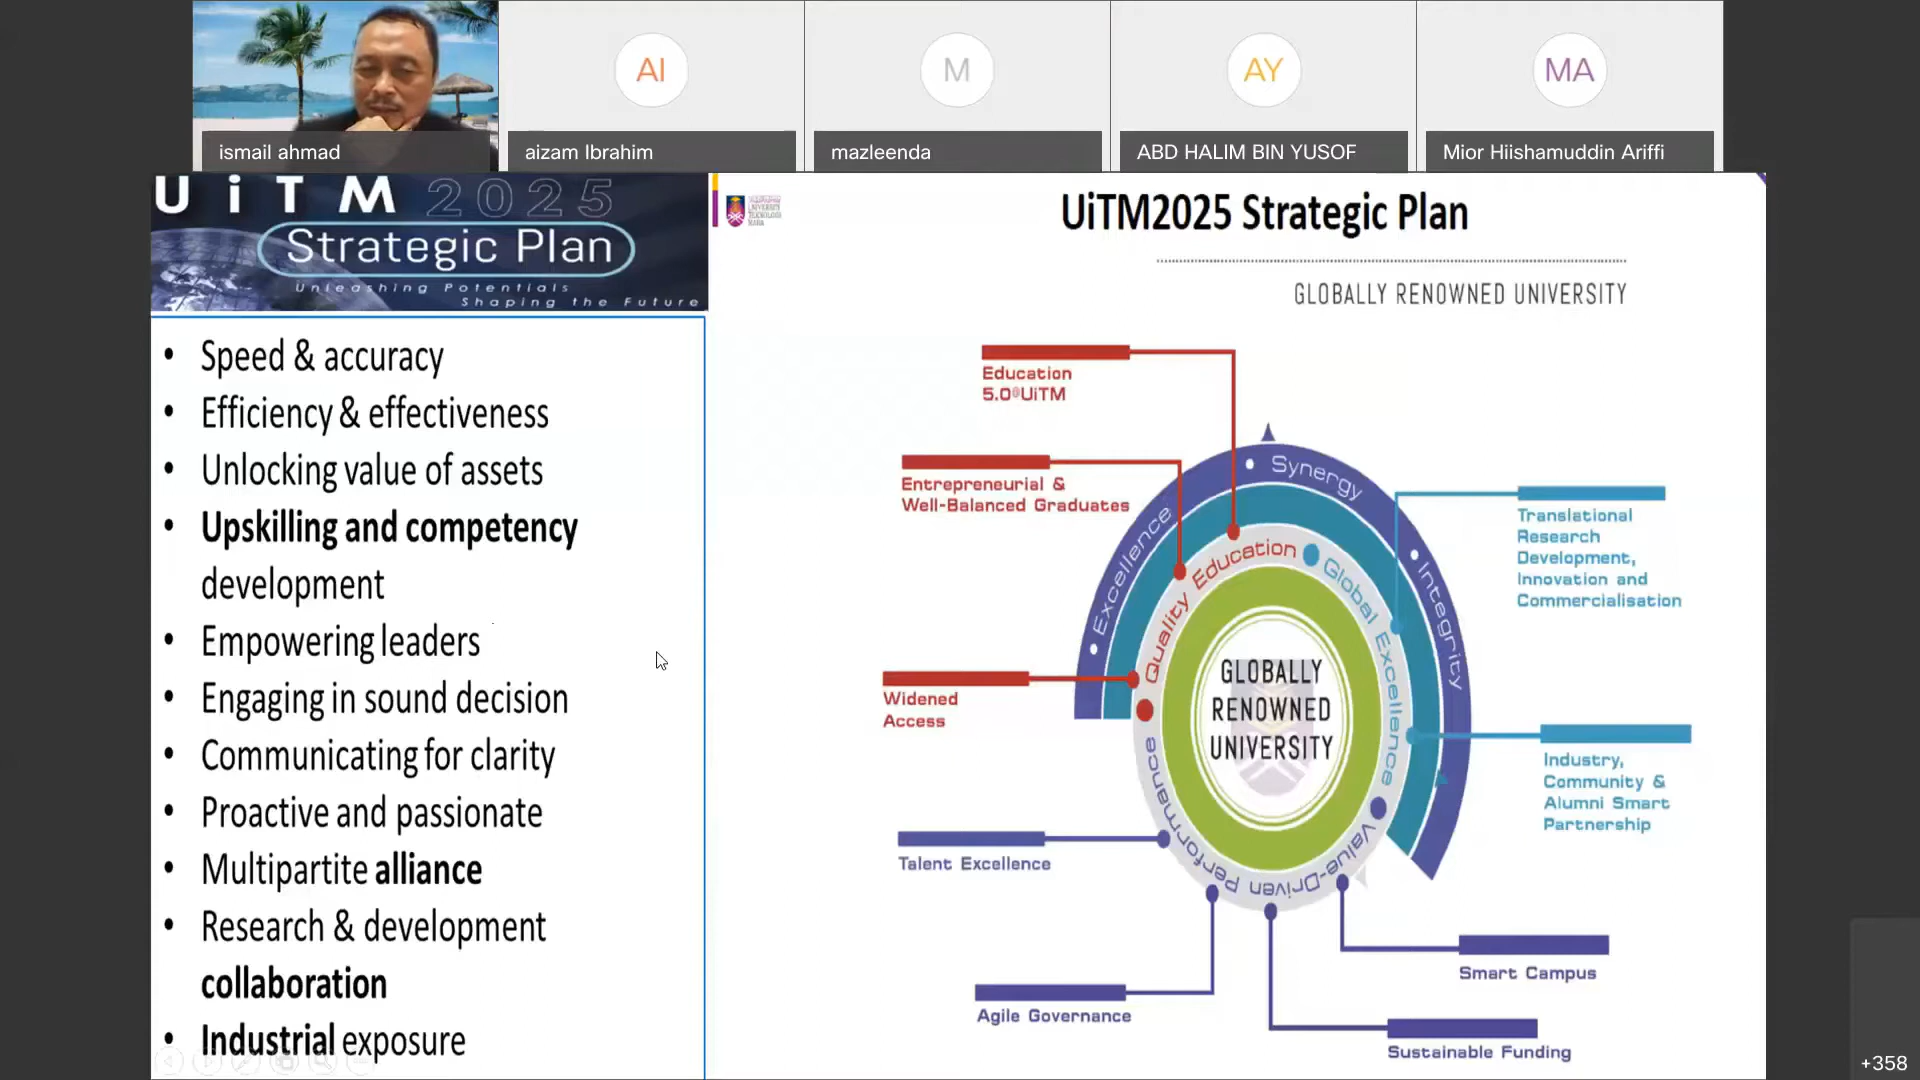 AI
M
AY
MA
ismail ahmad
aizam Ibrahim
mazleenda
ABD HALIM BIN YUSOF
Mior Hiishamuddin Ariffi
UiTM 2025
Strategic Plan
Unleashing Potentials
Shaping the Future
• Speed & accuracy
• Efficiency & effectiveness
• Unlocking value of assets
• Upskilling and competency
development
• Empowering leaders
• Engaging in sound decision
• Communicating for clarity
• Proactive and passionate
• Multipartite alliance
• Research & development
collaboration
• Industrial exposure
UNIVERSITI
TEKNOLOGI
MARA
UiTM2025 Strategic Plan
GLOBALLY RENOWNED UNIVERSITY
Education
5.0@UiTM
Entrepreneurial &
Well-Balanced Graduates
Widened
Access
Talent Excellence
Agile Governance
Excellence
Synergy
Integrity
Quality Education
Global Excellence
Value-Driven Performance
GLOBALLY
RENOWNED
UNIVERSITY
Translational
Research
Development,
Innovation and
Commercialisation
Industry,
Community &
Alumni Smart
Partnership
Smart Campus
Sustainable Funding
+358